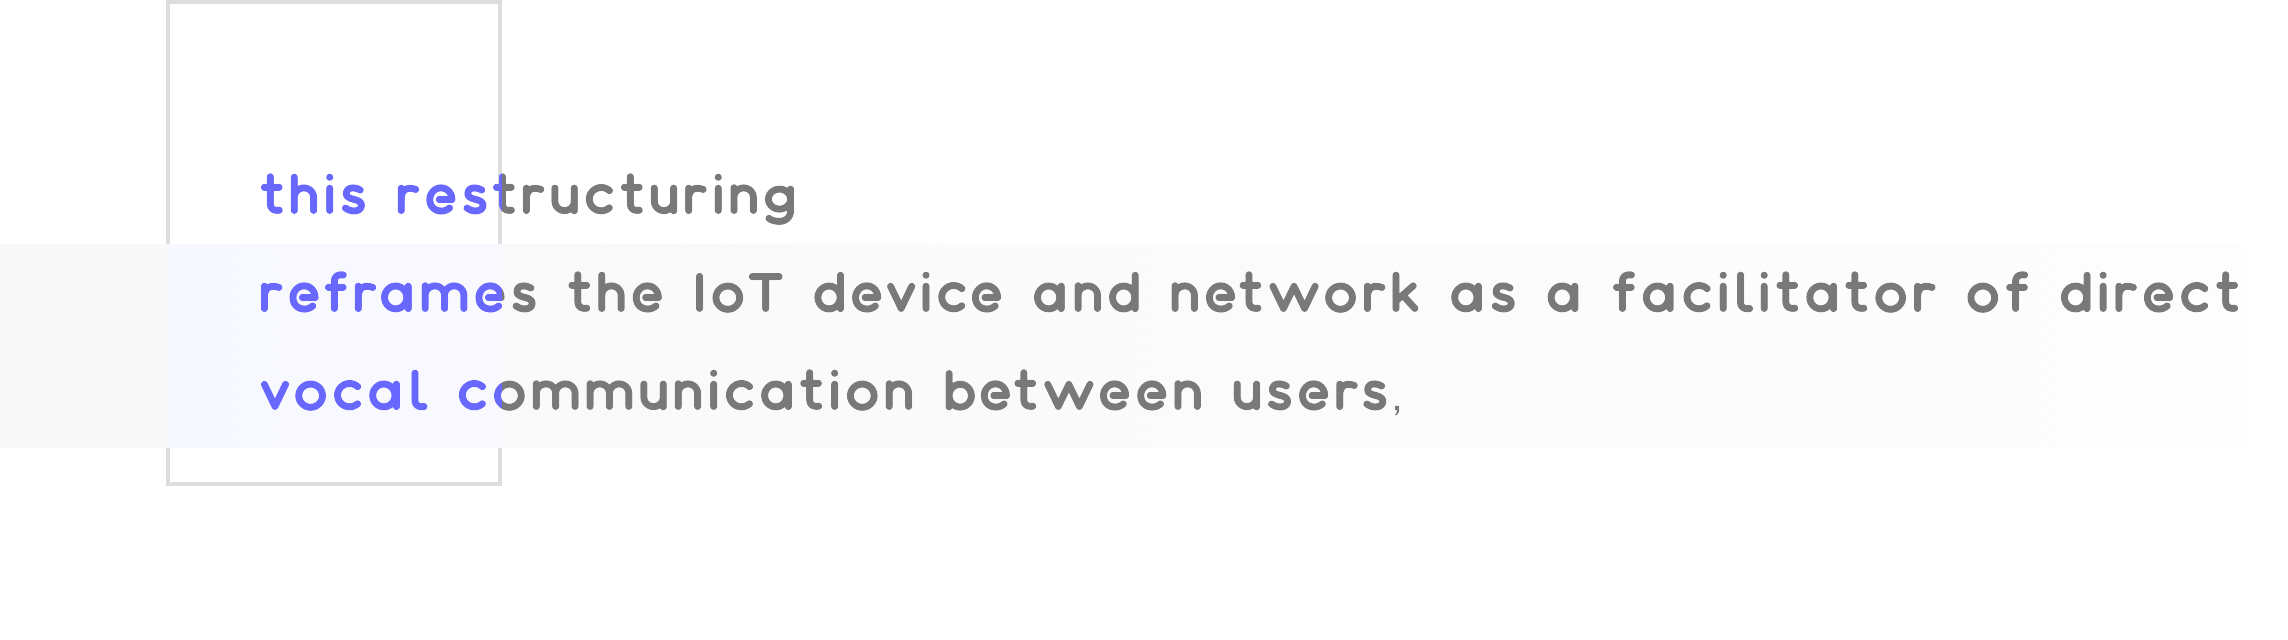 this restructuring
reframes the IoT device and network as a facilitator of direct
vocal communication between users,